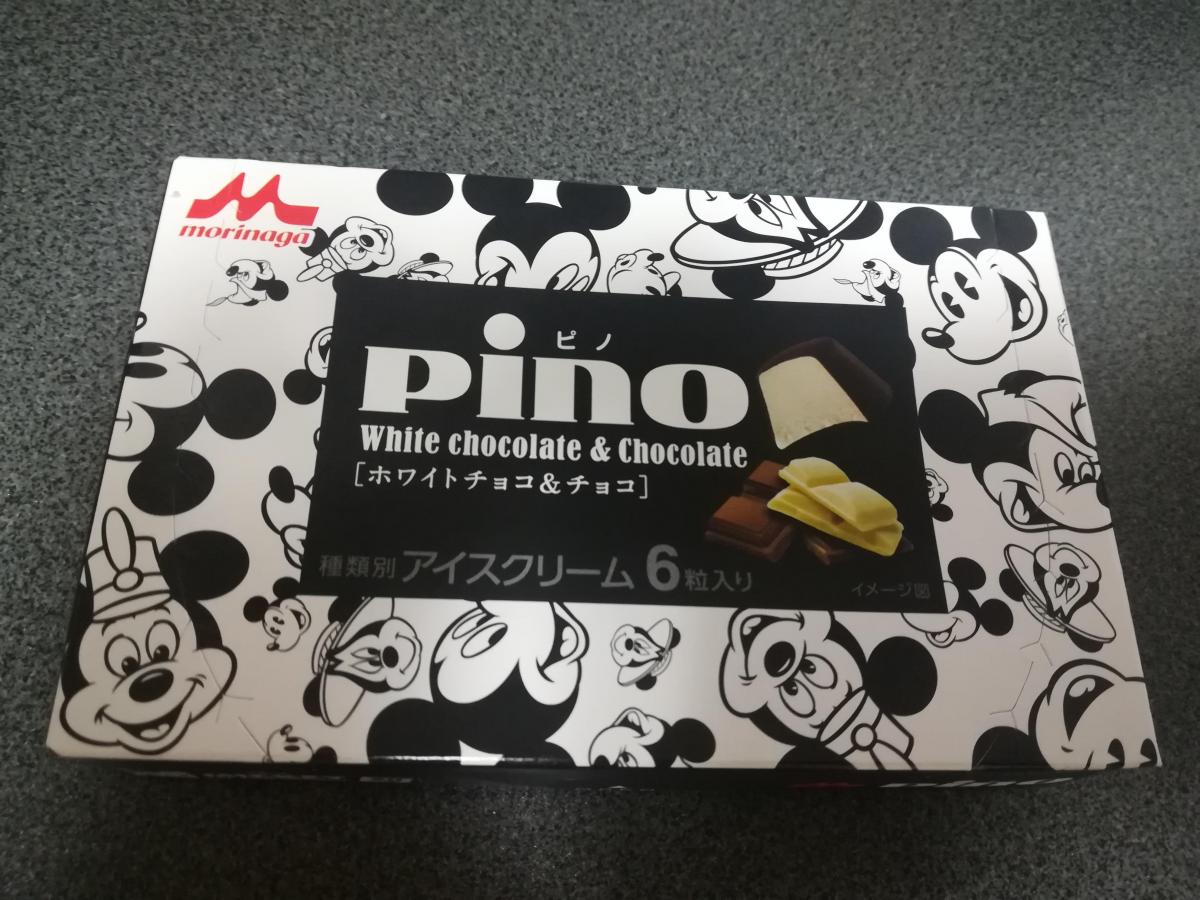 morinaga
ピノ
Pino
White chocolate & Chocolate
[ホワイトチョコ&チョコ]
種類別 アイスクリーム 6粒入り
イメージ図